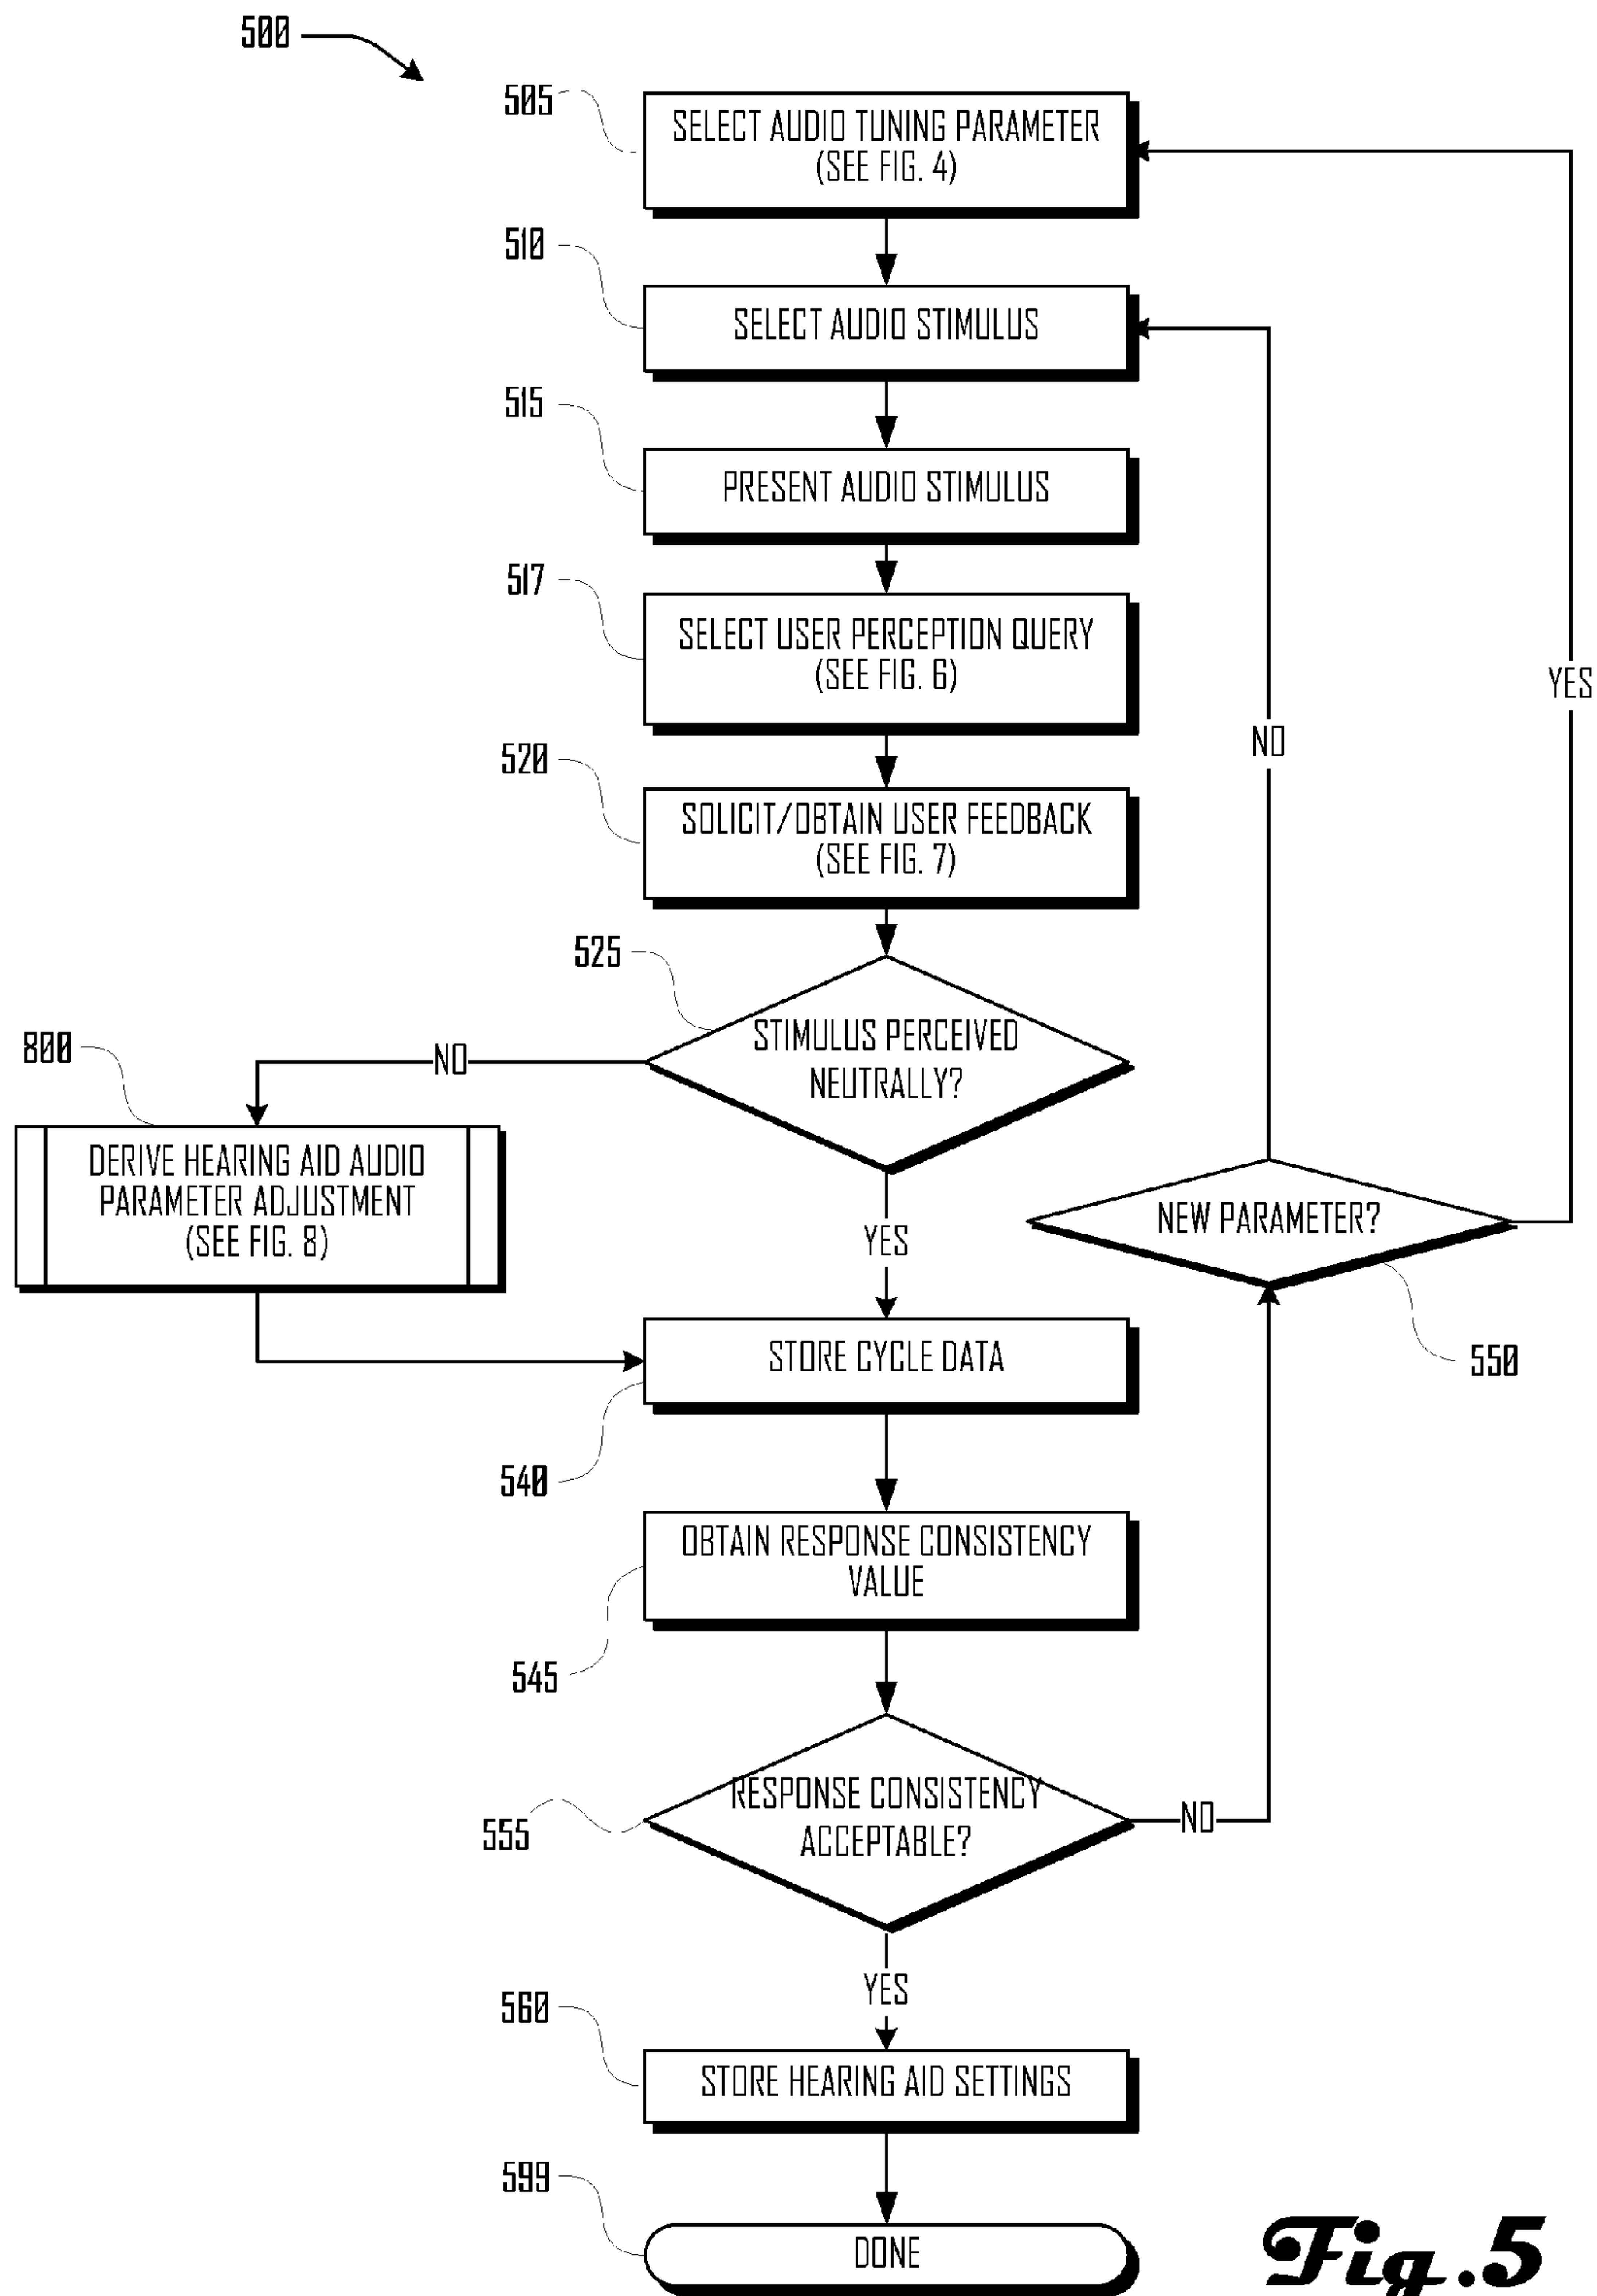 500
505
SELECT AUDIO TUNING PARAMETER
(SEE FIG. 4)
510
SELECT AUDIO STIMULUS
515
PRESENT AUDIO STIMULUS
517
SELECT USER PERCEPTION QUERY
(SEE FIG. 6)
YES
NO
520
SOLICIT/OBTAIN USER FEEDBACK
(SEE FIG. 7)
525
STIMULUS PERCEIVED
NEUTRALLY?
800
NO
DERIVE HEARING AID AUDIO
PARAMETER ADJUSTMENT
(SEE FIG. 8)
YES
NEW PARAMETER?
550
STORE CYCLE DATA
540
OBTAIN RESPONSE CONSISTENCY
VALUE
545
RESPONSE CONSISTENCY
ACCEPTABLE?
555
NO
YES
560
STORE HEARING AID SETTINGS
599
DONE
Fig.5